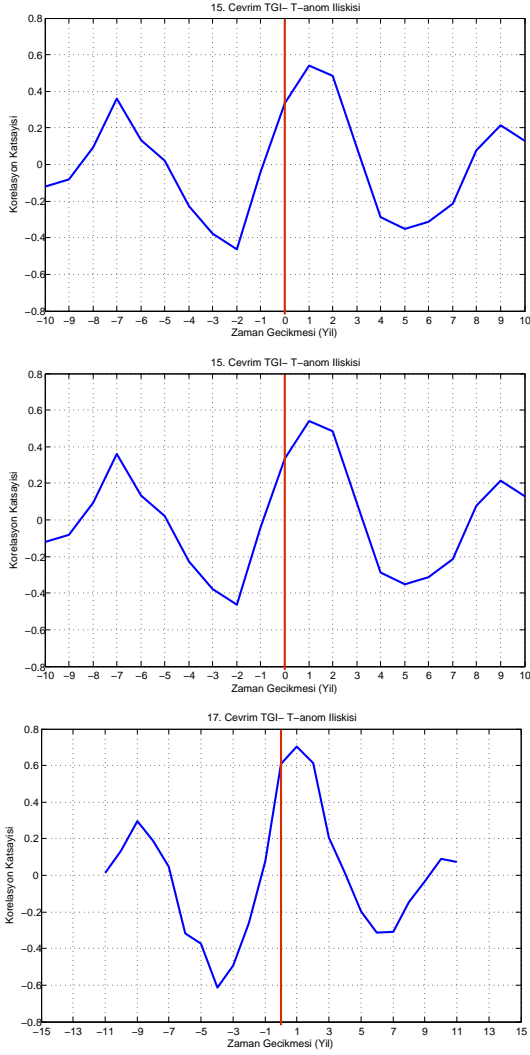 15. Cevrim TGI− T−anom Iliskisi
0.8
0.6
0.4
0.2
0
−0.2
−0.4
−0.6
−0.8
Korelasyon Katsayisi
−10 −9 −8 −7 −6 −5 −4 −3 −2 −1 0 1 2 3 4 5 6 7 8 9 10
Zaman Gecikmesi (Yil)
15. Cevrim TGI− T−anom Iliskisi
0.8
0.6
0.4
0.2
0
−0.2
−0.4
−0.6
−0.8
Korelasyon Katsayisi
−10 −9 −8 −7 −6 −5 −4 −3 −2 −1 0 1 2 3 4 5 6 7 8 9 10
Zaman Gecikmesi (Yil)
17. Cevrim TGI− T−anom Iliskisi
0.8
0.6
0.4
0.2
0
−0.2
−0.4
−0.6
−0.8
Korelasyon Katsayisi
−15 −13 −11 −9 −7 −5 −3 −1 1 3 5 7 9 11 13 15
Zaman Gecikmesi (Yil)